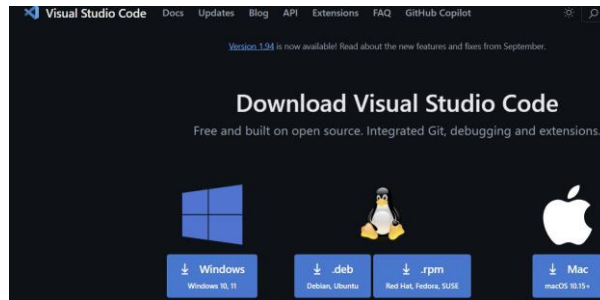 Visual Studio Code Docs Updates Blog API Extensions FAQ GitHub Copilot
Version 1.94 is now available! Read about the new features and fixes from September.
Download Visual Studio Code
Free and built on open source. Integrated Git, debugging and extensions.
Windows .deb .rpm Mac
Windows 10, 11 Debian, Ubuntu Red Hat, Fedora, SUSE macOS 10.15+